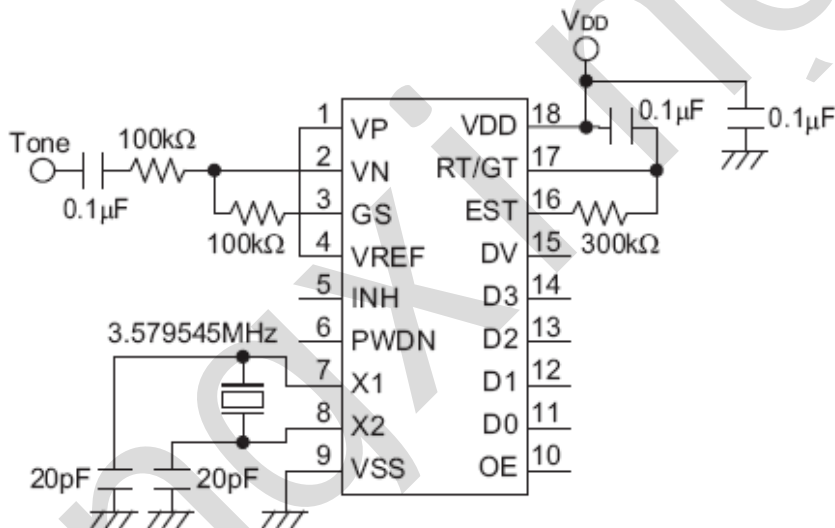 VDD
Tone
100kΩ
0.1μF
100kΩ
1 VP
2 VN
3 GS
4 VREF
5 INH
6 PWDN
7 X1
8 X2
9 VSS
VDD 18
RT/GT 17
EST 16
DV 15
D3 14
D2 13
D1 12
D0 11
OE 10
0.1μF
0.1μF
300kΩ
3.579545MHz
20pF
20pF